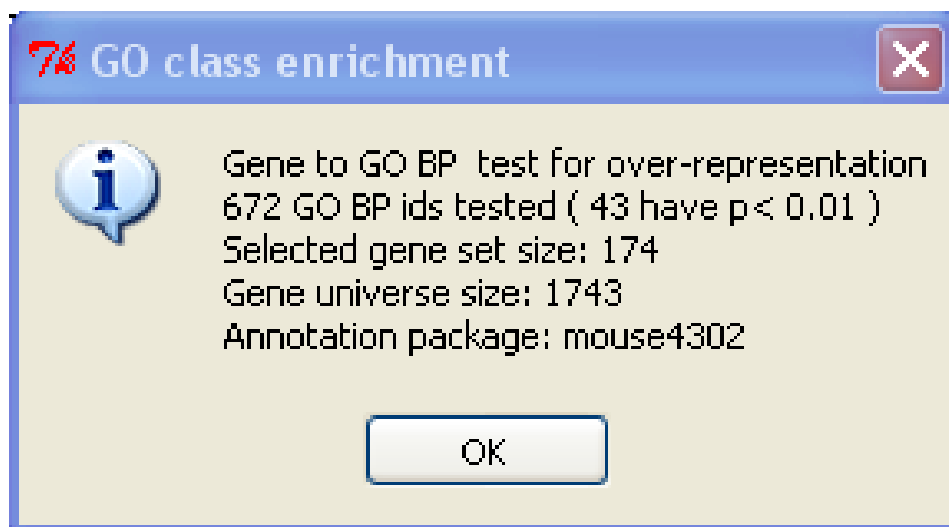 GO class enrichment
Gene to GO BP  test for over-representation
672 GO BP ids tested ( 43 have p< 0.01 )
Selected gene set size: 174
Gene universe size: 1743
Annotation package: mouse4302
OK